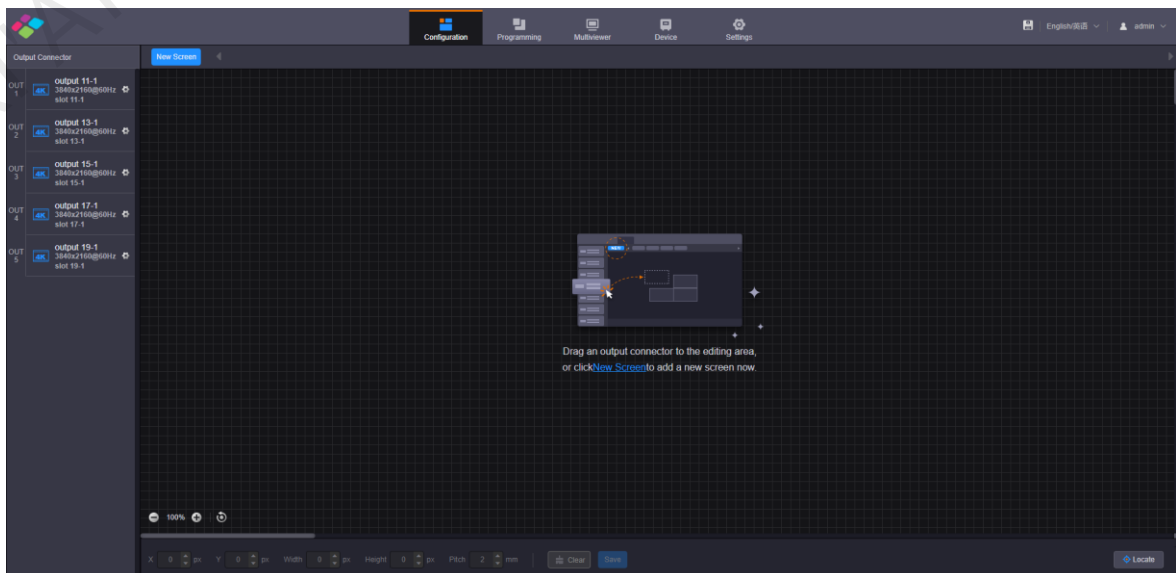 Configuration
Programming
Multiviewer
Device
Settings
English/英语
admin
Output Connector
New Screen
OUT
1
4K
output 11-1
3840x2160@60Hz
slot 11-1
OUT
2
4K
output 13-1
3840x2160@60Hz
slot 13-1
OUT
3
4K
output 15-1
3840x2160@60Hz
slot 15-1
OUT
4
4K
output 17-1
3840x2160@60Hz
slot 17-1
OUT
5
4K
output 19-1
3840x2160@60Hz
slot 19-1
Drag an output connector to the editing area,
or clickNew Screento add a new screen now.
100%
X 0 px Y 0 px Width 0 px Height 0 px Pitch 2 mm Clear Save
Locate